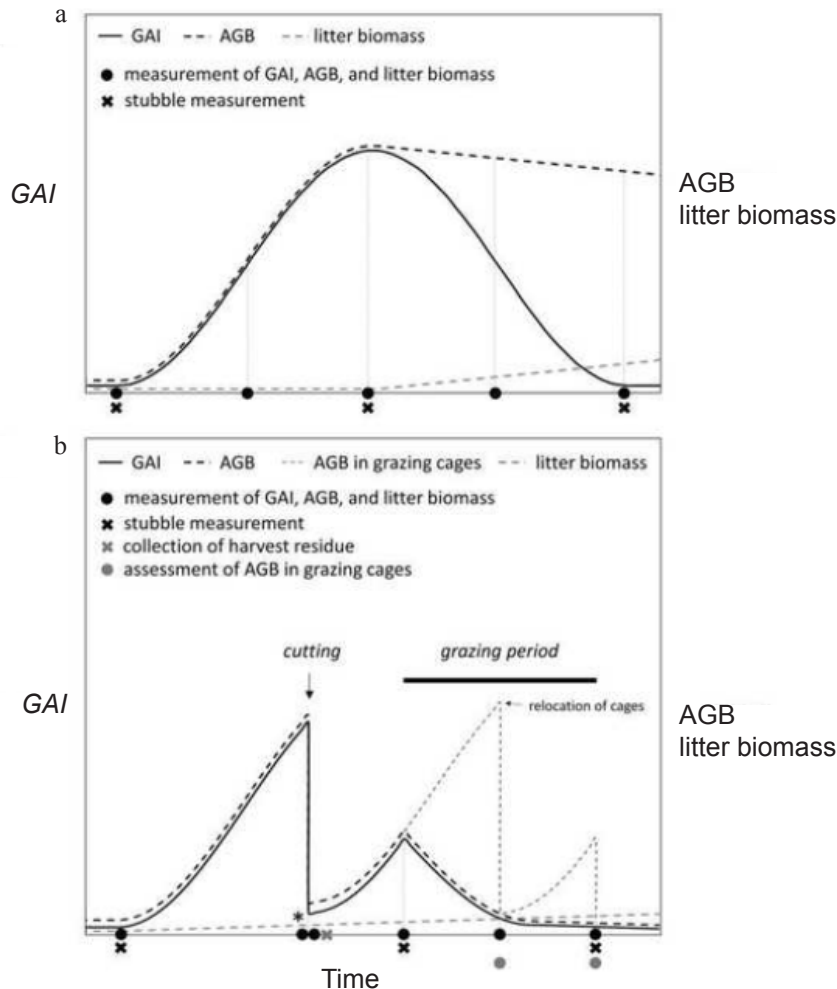 a
GAI AGB litter biomass
measurement of GAI, AGB, and litter biomass
stubble measurement
GAI
AGB
litter biomass
b
GAI AGB AGB in grazing cages litter biomass
measurement of GAI, AGB, and litter biomass
stubble measurement
collection of harvest residue
assessment of AGB in grazing cages
cutting
grazing period
relocation of cages
GAI
AGB
litter biomass
*
Time